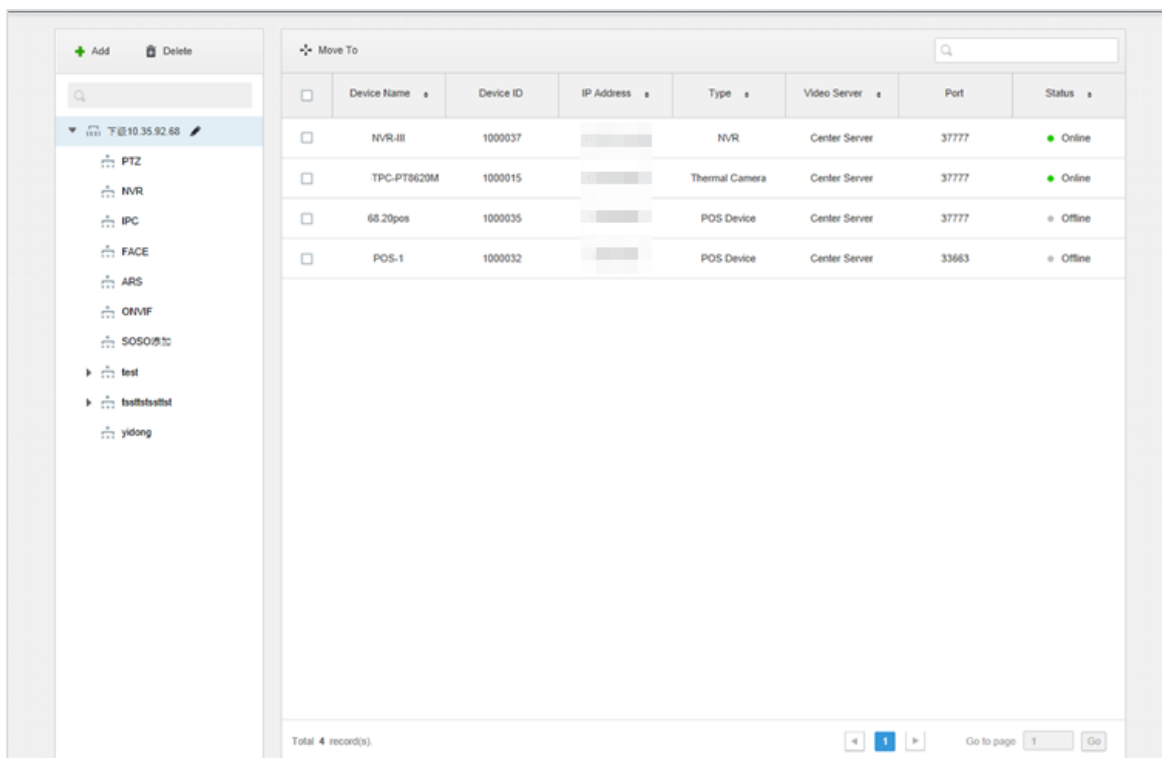 Add Delete
Move To
Device Name Device ID IP Address Type Video Server Port Status
下级10.35.92.68
NVR-III 1000037 NVR Center Server 37777 Online
PTZ
TPC-PT8620M 1000015 Thermal Camera Center Server 37777 Online
NVR
68.20pos 1000035 POS Device Center Server 37777 Offline
IPC
FACE
POS-1 1000032 POS Device Center Server 33663 Offline
ARS
ONVIF
SOSO添加
test
tssttstssttst
yidong
Total 4 record(s). 1 Go to page 1 Go